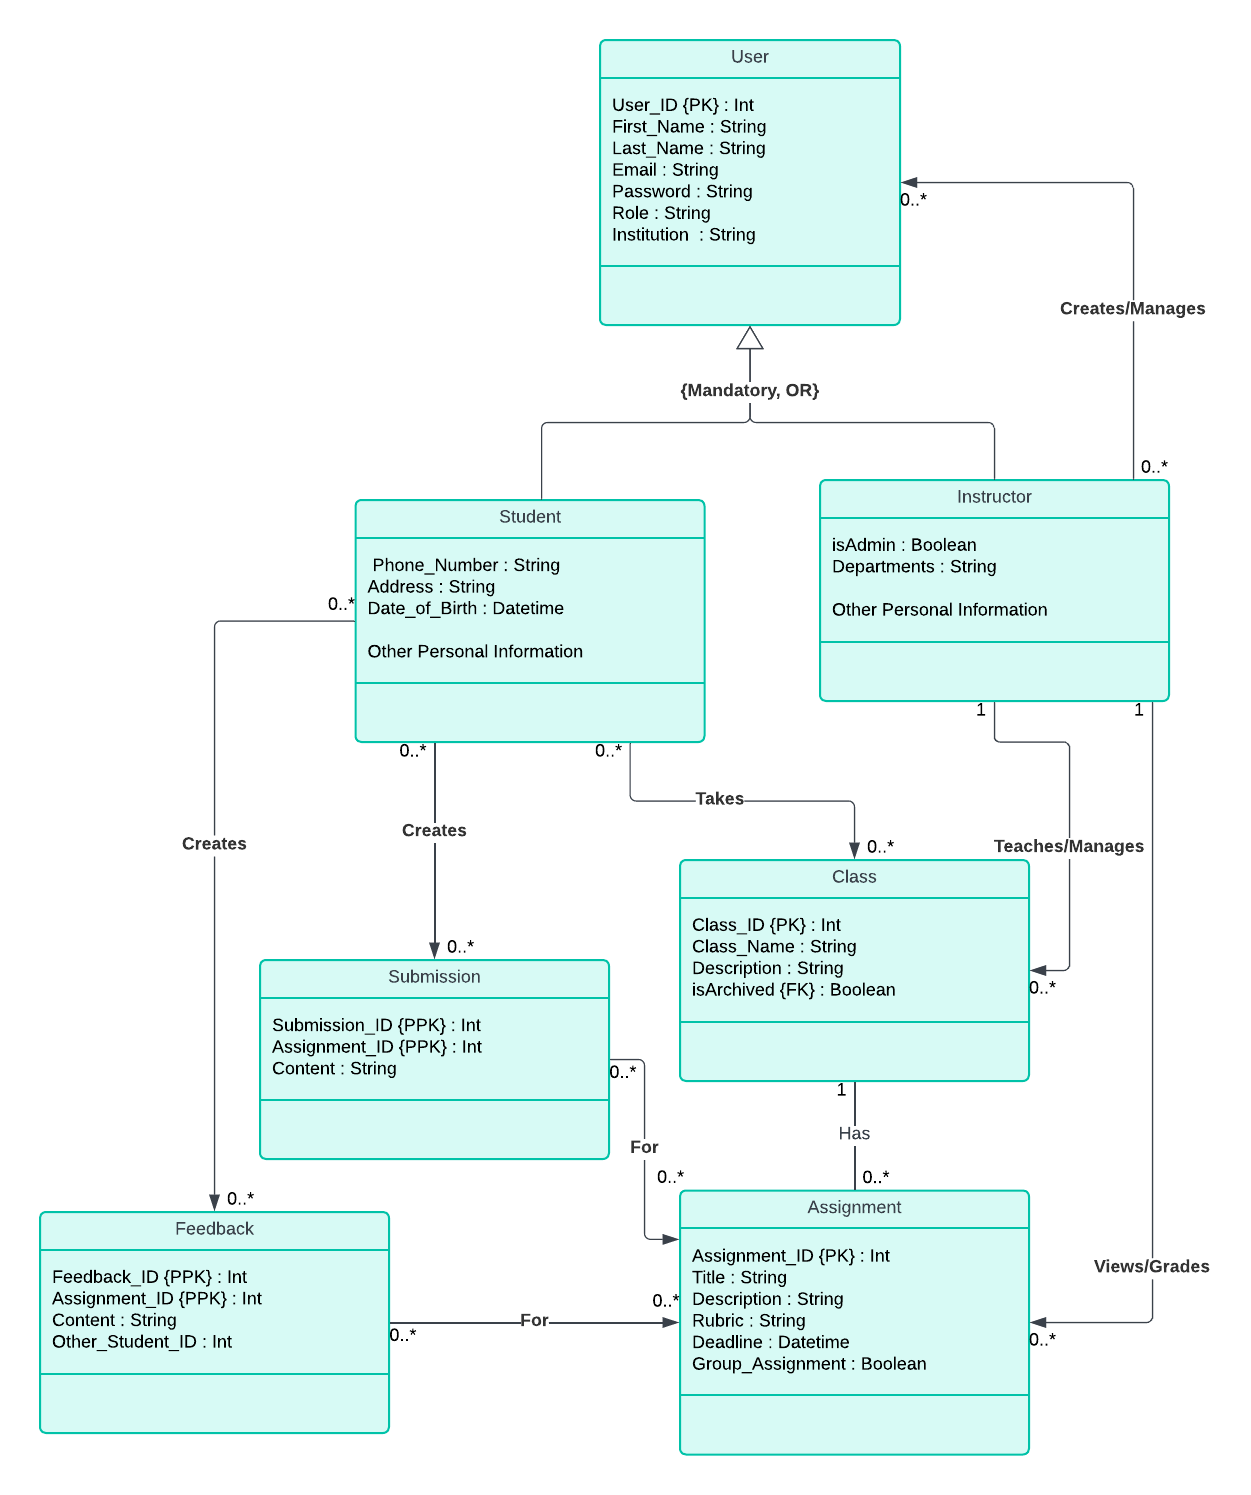 User
User_ID {PK} : Int
First_Name : String
Last_Name : String
Email : String
Password : String
Role : String
Institution  : String
0..*
Creates/Manages
{Mandatory, OR}
0..*
Student
Phone_Number : String
Address : String
Date_of_Birth : Datetime
Other Personal Information
Instructor
isAdmin : Boolean
Departments : String
Other Personal Information
0..*
0..*
0..*
1
1
Creates
Creates
Takes
Teaches/Manages
0..*
0..*
Class
Class_ID {PK} : Int
Class_Name : String
Description : String
isArchived {FK} : Boolean
0..*
Submission
Submission_ID {PPK} : Int
Assignment_ID {PPK} : Int
Content : String
0..*
For
0..*
1
Has
0..*
0..*
Feedback
Feedback_ID {PPK} : Int
Assignment_ID {PPK} : Int
Content : String
Other_Student_ID : Int
0..*
For
0..*
Assignment
Assignment_ID {PK} : Int
Title : String
Description : String
Rubric : String
Deadline : Datetime
Group_Assignment : Boolean
Views/Grades
0..*